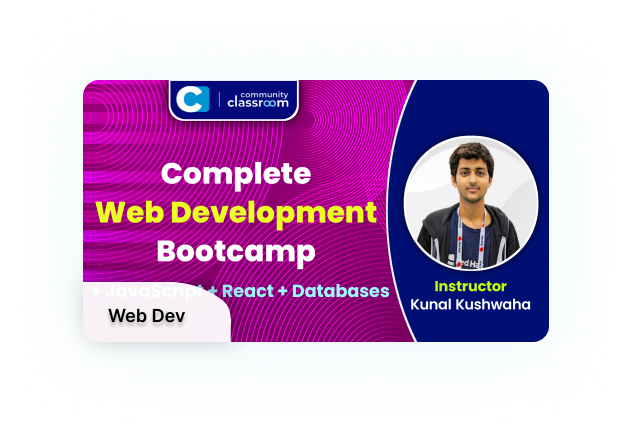 community
classroom
Complete
Web Development
Bootcamp
+ JavaScript + React + Databases
Web Dev
Instructor
Kunal Kushwaha